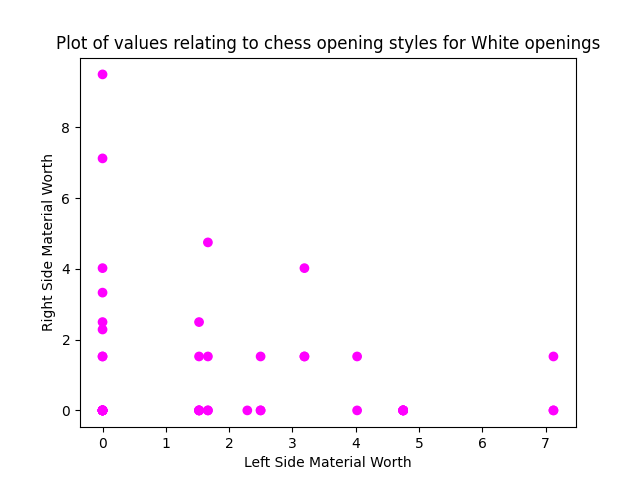 Plot of values relating to chess opening styles for White openings
Right Side Material Worth
8
6
4
2
0
0 1 2 3 4 5 6 7
Left Side Material Worth